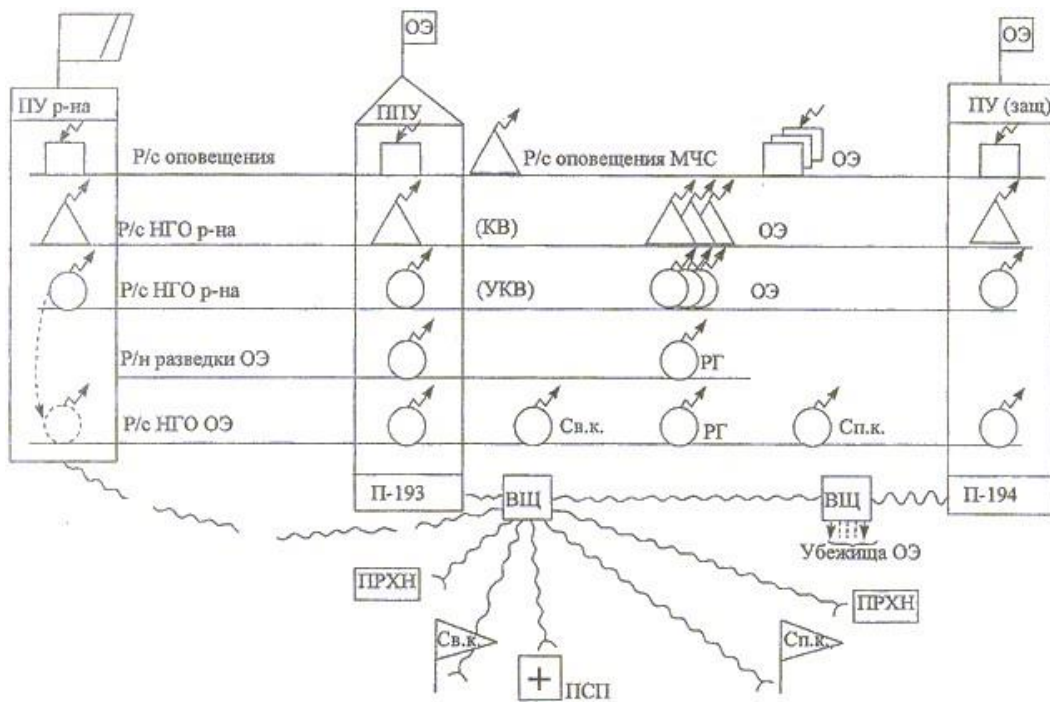 ОЭ ОЭ
ПУ р-на ППУ ПУ (защ)
Р/с оповещения Р/с оповещения МЧС ОЭ
Р/с НГО р-на (КВ) ОЭ
Р/с НГО р-на (УКВ) ОЭ
Р/н разведки ОЭ РГ
Р/с НГО ОЭ Св.к. РГ Сп.к.
П-193 ВЩ ВЩ П-194
Убежища ОЭ
ПРХН ПРХН
Св.к. Сп.к.
ПСП